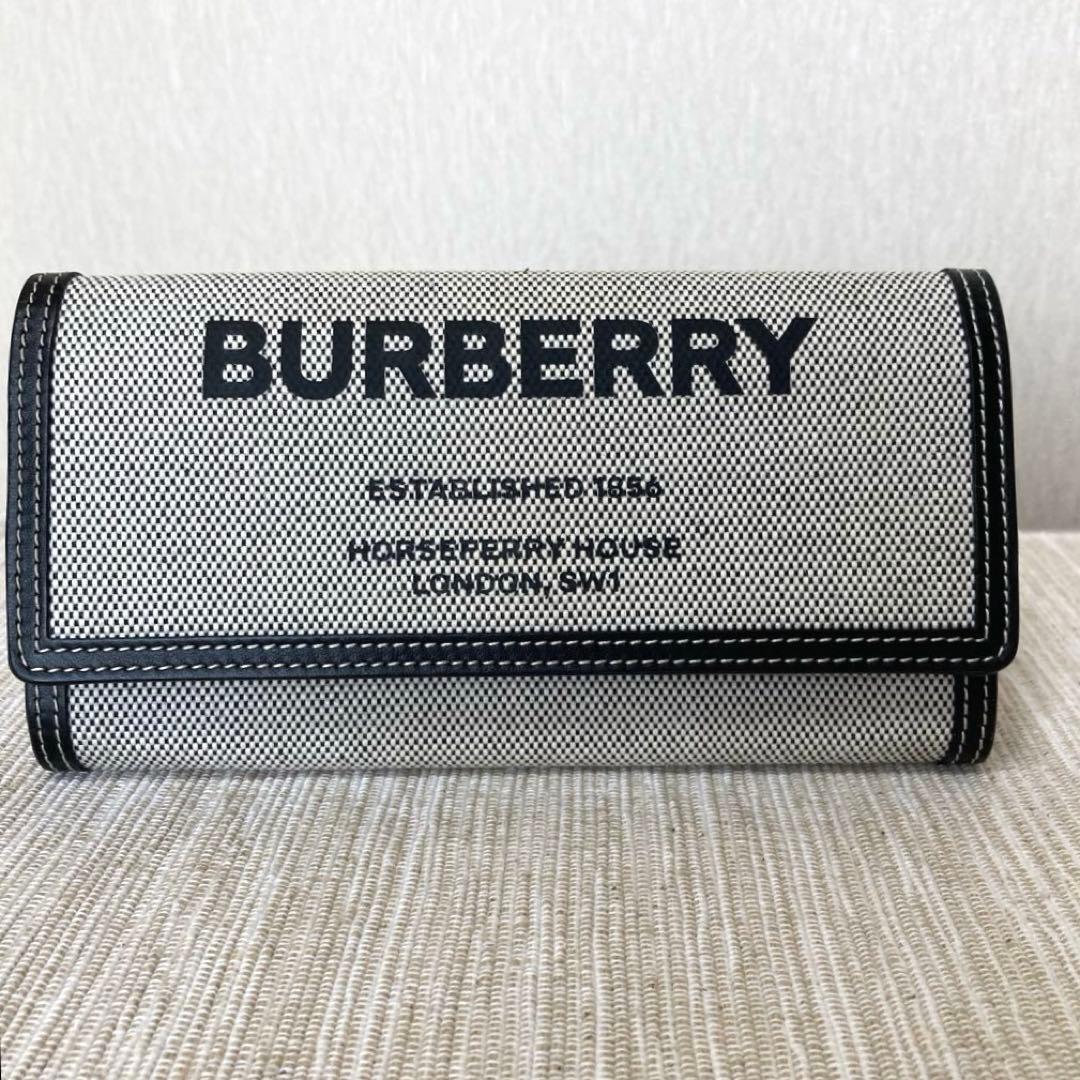 BURBERRY
ESTABLISHED 1856
HORSEFERRY HOUSE
LONDON, SW1